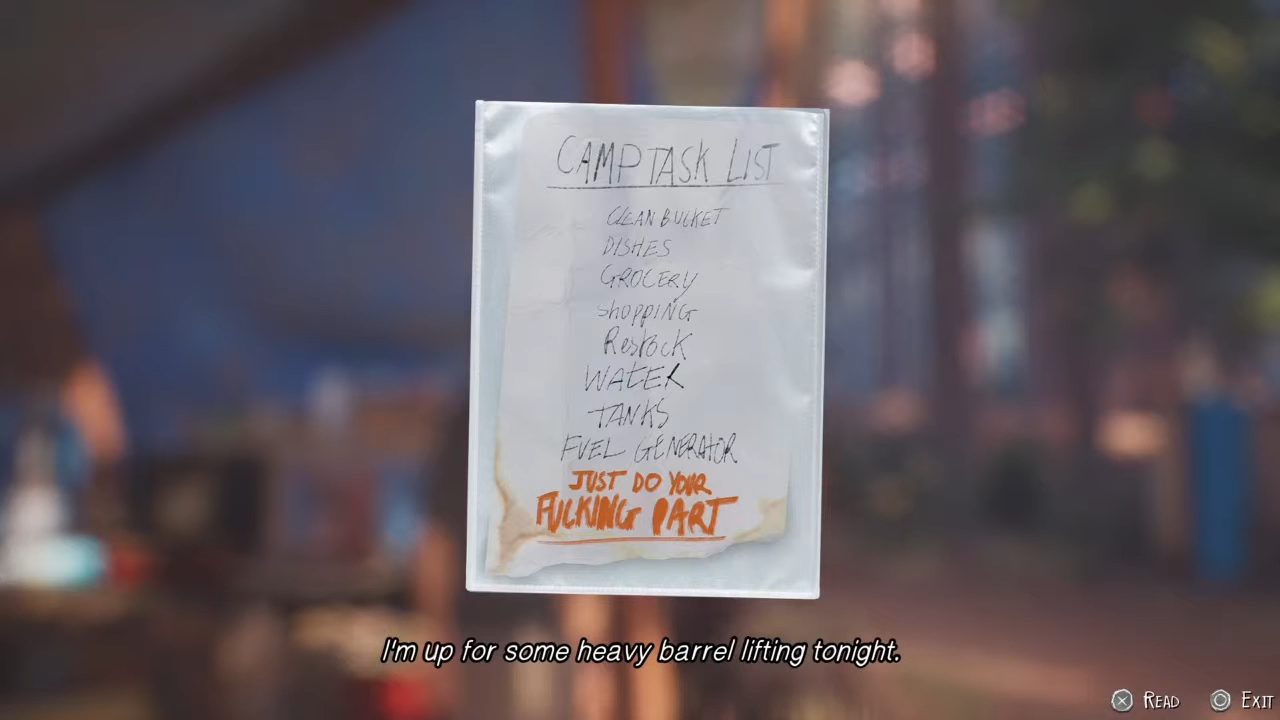 CAMP TASK LIST
CLEAN BUCKET
DISHES
GROCERY
shopping
Restock
WATER
TANKS
FUEL GENERATOR
JUST DO YOUR
FUCKING PART
I'm up for some heavy barrel lifting tonight.
READ EXIT